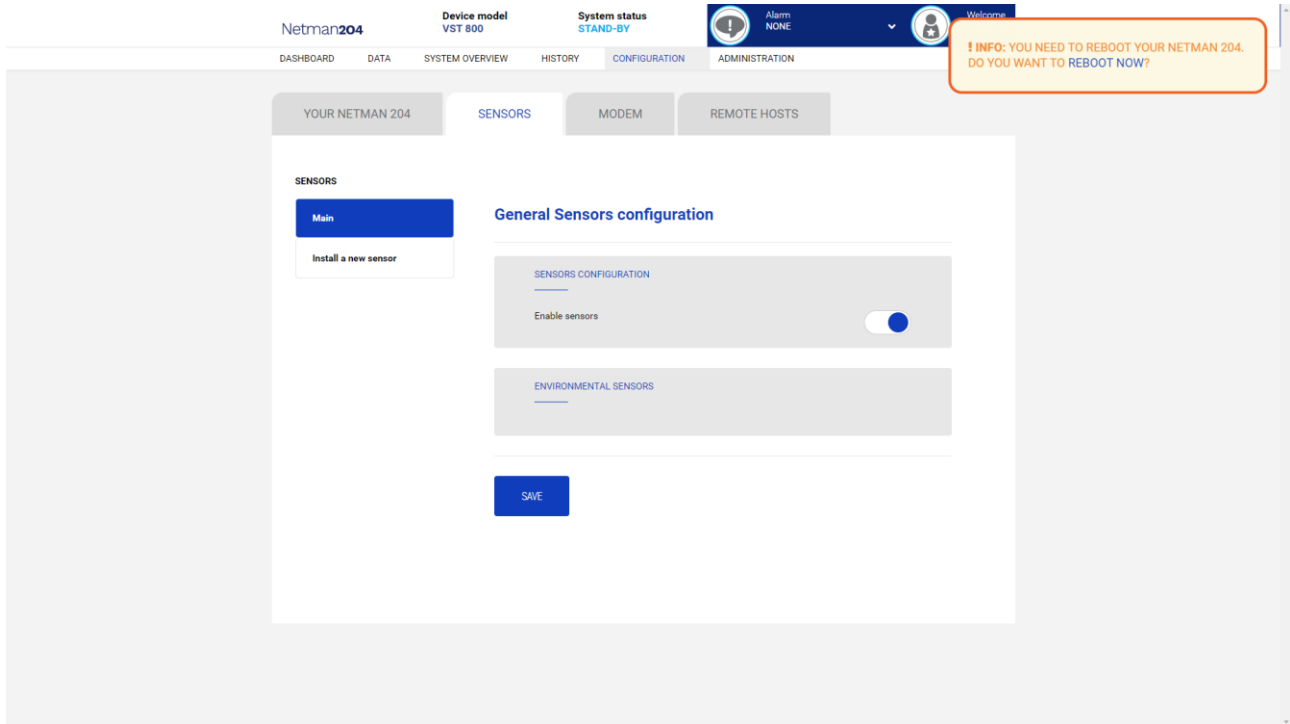 Netman204
Device model
VST 800
System status
STAND-BY
Alarm
NONE
Welcome
! INFO: YOU NEED TO REBOOT YOUR NETMAN 204.
DO YOU WANT TO REBOOT NOW?
DASHBOARD DATA SYSTEM OVERVIEW HISTORY CONFIGURATION ADMINISTRATION
YOUR NETMAN 204 SENSORS MODEM REMOTE HOSTS
SENSORS
Main
Install a new sensor
General Sensors configuration
SENSORS CONFIGURATION
Enable sensors
ENVIRONMENTAL SENSORS
SAVE